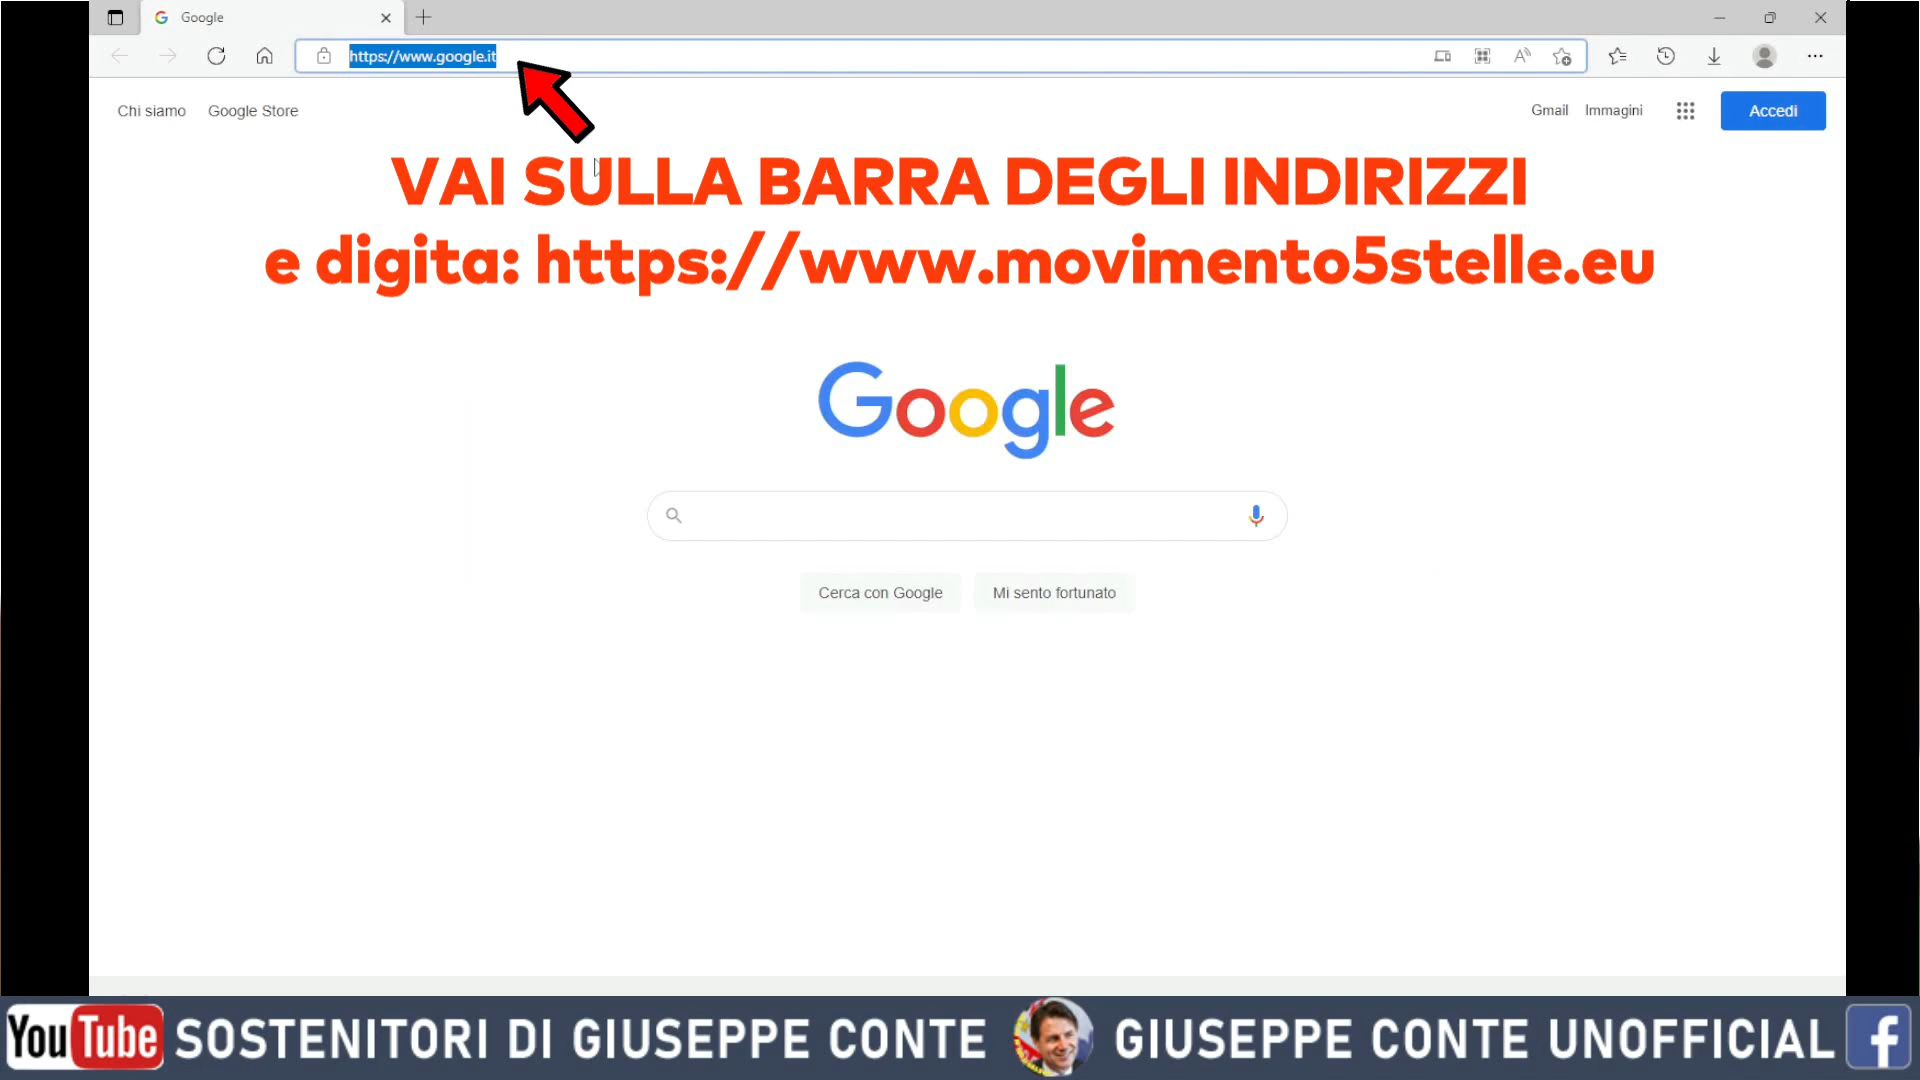 Google
https://www.google.it
Chi siamo Google Store
Gmail Immagini Accedi
VAI SULLA BARRA DEGLI INDIRIZZI
e digita: https://www.movimento5stelle.eu
Google
Cerca con Google Mi sento fortunato
YouTube SOSTENITORI DI GIUSEPPE CONTE GIUSEPPE CONTE UNOFFICIAL f